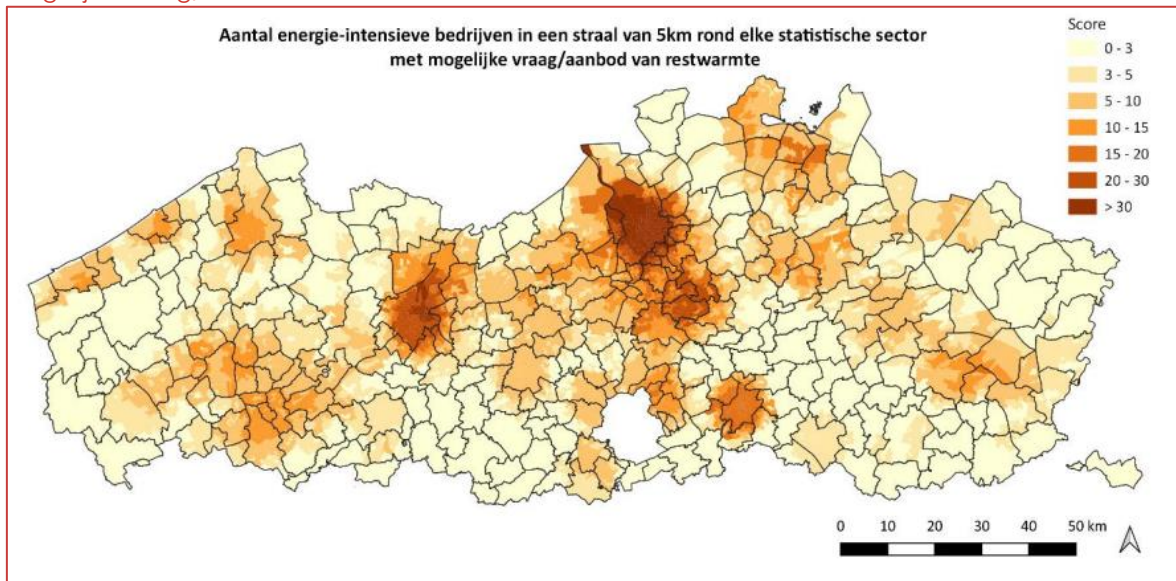 Aantal energie-intensieve bedrijven in een straal van 5km rond elke statistische sector
met mogelijke vraag/aanbod van restwarmte
Score
0 - 3
3 - 5
5 - 10
10 - 15
15 - 20
20 - 30
> 30
0 10 20 30 40 50 km